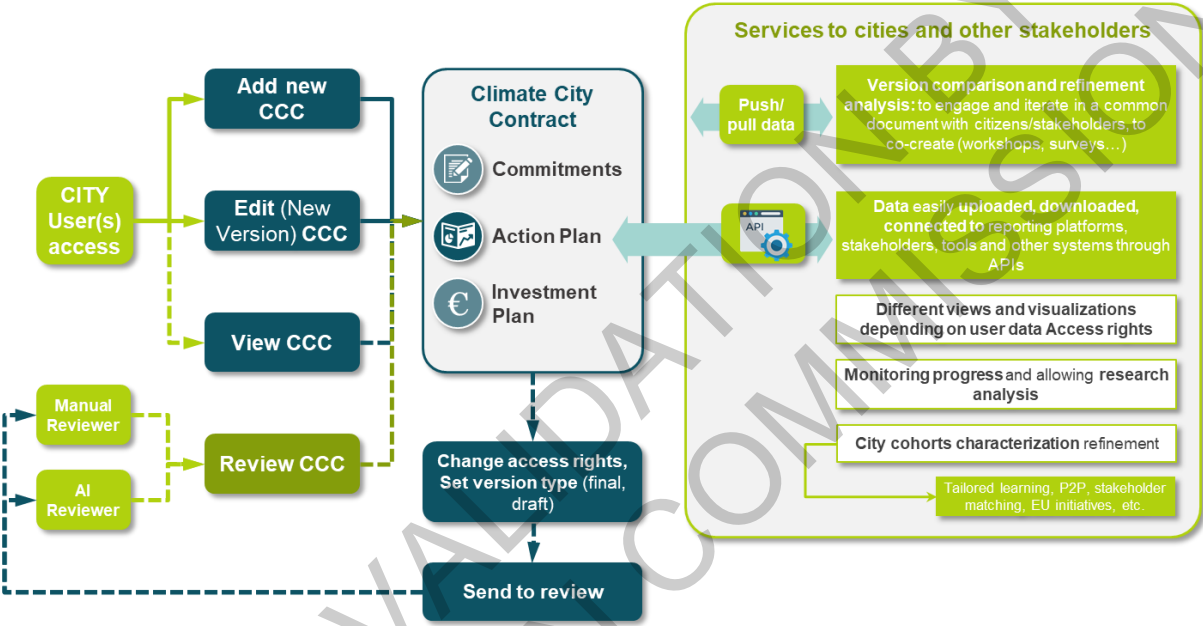 Services to cities and other stakeholders
Add new
CCC
CITY
User(s)
access
Edit (New
Version) CCC
View CCC
Manual
Reviewer
AI
Reviewer
Review CCC
Climate City
Contract
Commitments
Action Plan
€
Investment
Plan
Change access rights,
Set version type (final,
draft)
Send to review
Push/
pull data
Version comparison and refinement
analysis: to engage and iterate in a common
document with citizens/stakeholders, to
co-create (workshops, surveys…)
API
Data easily uploaded, downloaded,
connected to reporting platforms,
stakeholders, tools and other systems through
APIs
Different views and visualizations
depending on user data Access rights
Monitoring progress and allowing research
analysis
City cohorts characterization refinement
Tailored learning, P2P, stakeholder
matching, EU initiatives, etc.
VALIDATION BY
COMMISSION